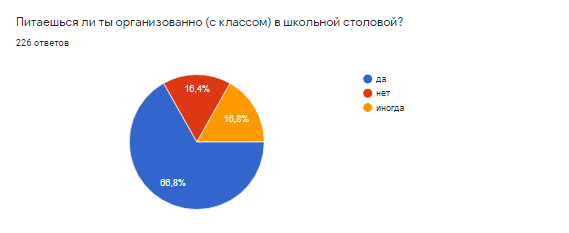 Питаешься ли ты организованно (с классом) в школьной столовой?
226 ответов
да
нет
иногда
16,4%
16,8%
66,8%